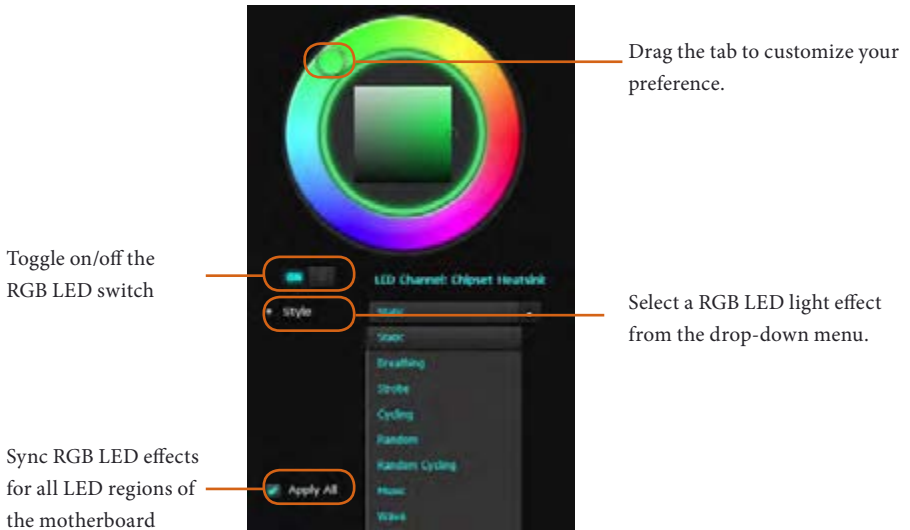 Drag the tab to customize your
preference.
Toggle on/off the
RGB LED switch
ON
LED Channel: Chipset Heatsink
Style
Static
Select a RGB LED light effect
from the drop-down menu.
Static
Breathing
Strobe
Cycling
Random
Random Cycling
Music
Wave
Sync RGB LED effects
for all LED regions of
the motherboard
Apply All